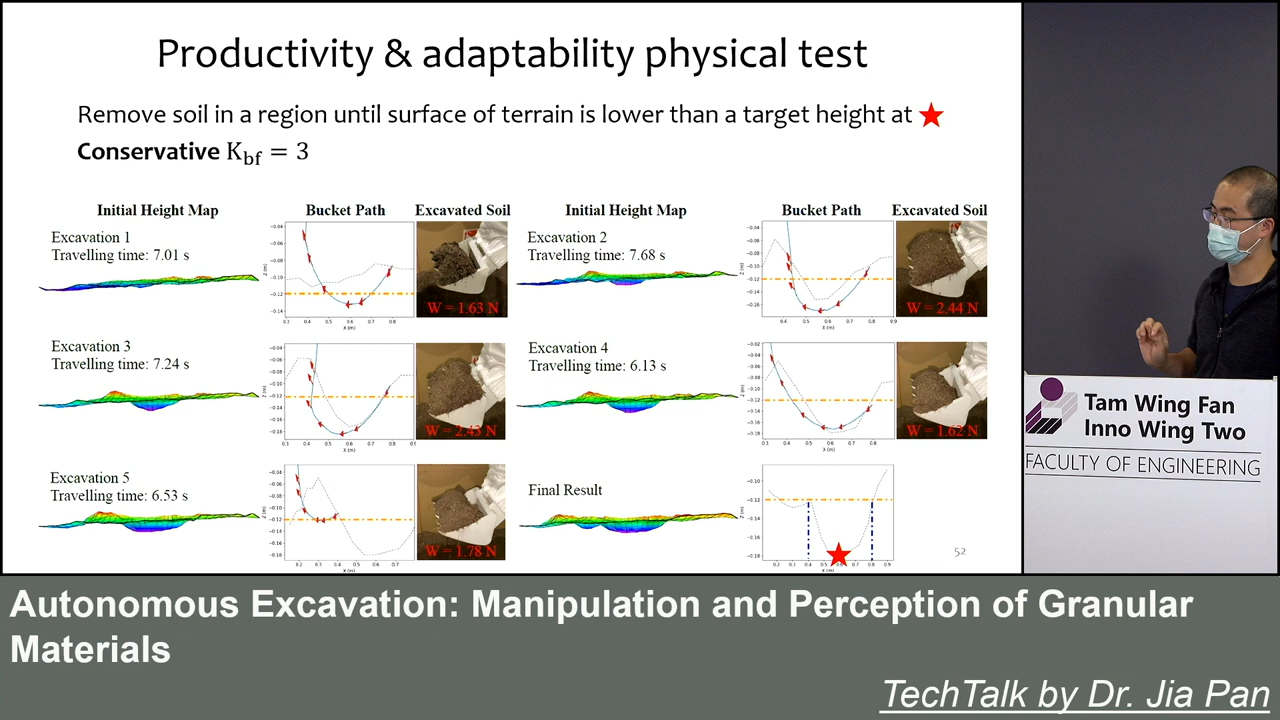 Productivity & adaptability physical test
Remove soil in a region until surface of terrain is lower than a target height at
Conservative K_bf = 3
Initial Height Map Bucket Path Excavated Soil Initial Height Map Bucket Path Excavated Soil
Excavation 1
Travelling time: 7.01 s
W = 1.63 N
Excavation 2
Travelling time: 7.68 s
W = 2.44 N
Excavation 3
Travelling time: 7.24 s
W = 2.43 N
Excavation 4
Travelling time: 6.13 s
W = 1.62 N
Excavation 5
Travelling time: 6.53 s
W = 1.78 N
Final Result
52
Tam Wing Fan
Inno Wing Two
FACULTY OF ENGINEERING
Autonomous Excavation: Manipulation and Perception of Granular
Materials
TechTalk by Dr. Jia Pan